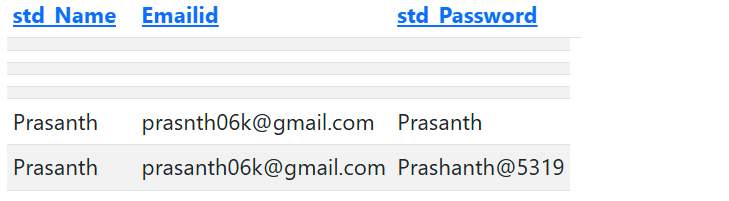 std_Name Emailid std_Password
Prasanth prasnth06k@gmail.com Prasanth
Prasanth prasanth06k@gmail.com Prashanth@5319